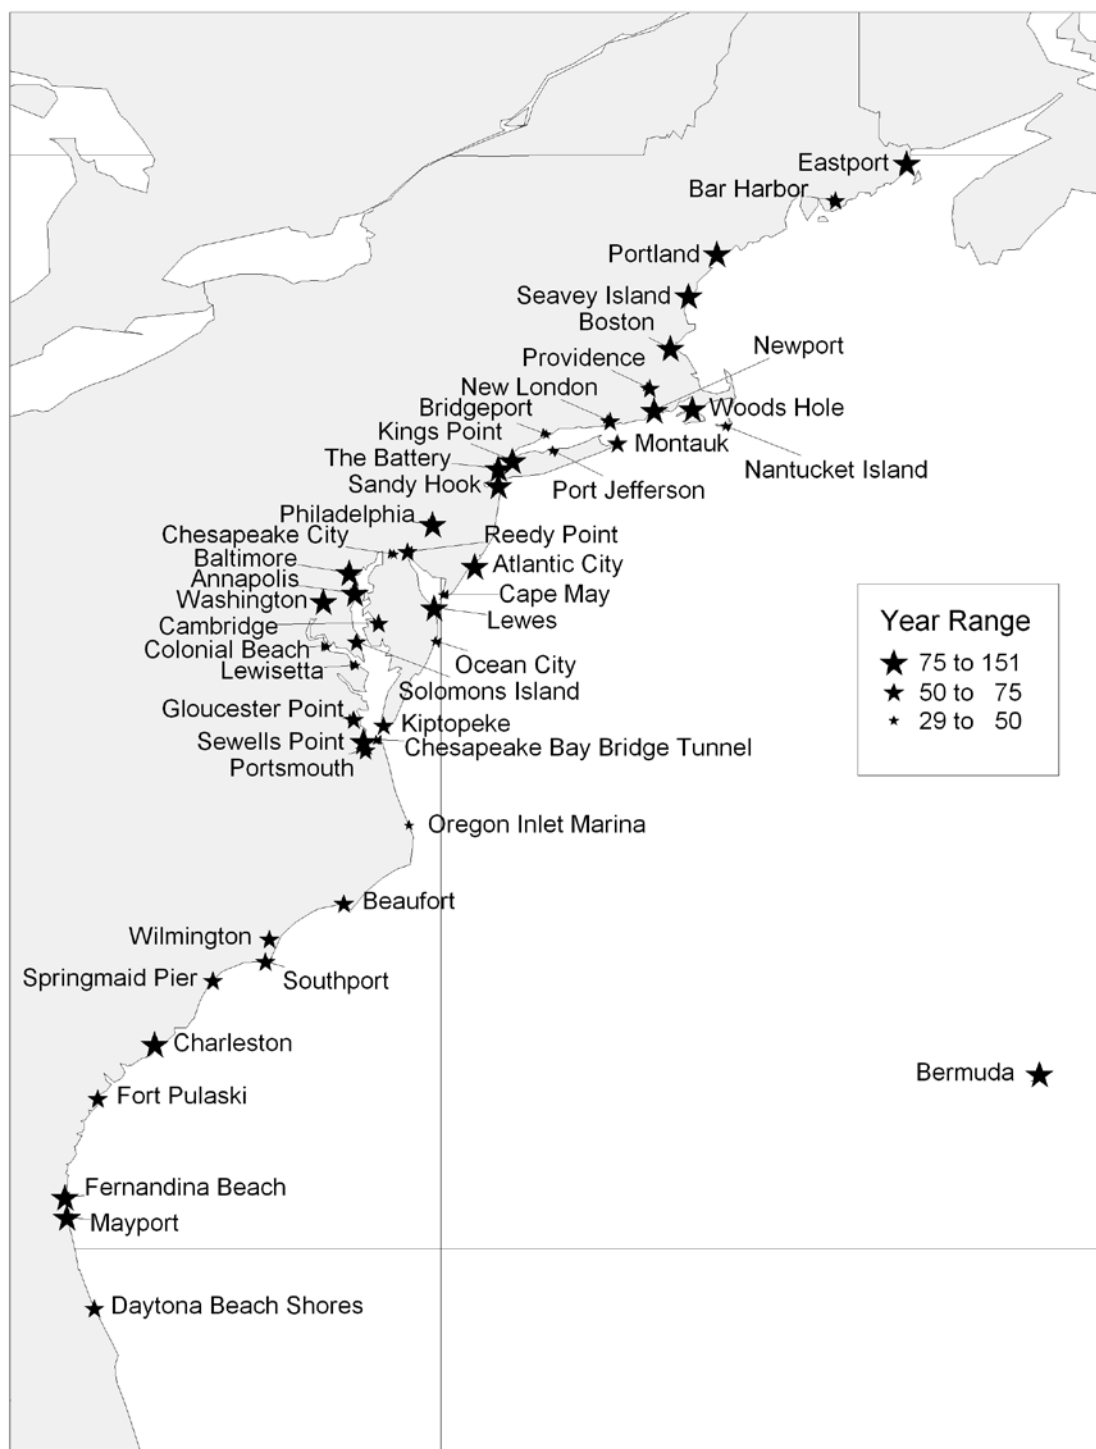 Eastport
Bar Harbor
Portland
Seavey Island
Boston
Newport
Providence
New London
Woods Hole
Bridgeport
Kings Point
Montauk
The Battery
Nantucket Island
Sandy Hook
Port Jefferson
Philadelphia
Chesapeake City
Reedy Point
Baltimore
Atlantic City
Annapolis
Cape May
Washington
Lewes
Cambridge
Colonial Beach
Ocean City
Lewisetta
Solomons Island
Gloucester Point
Kiptopeke
Sewells Point
Chesapeake Bay Bridge Tunnel
Portsmouth
Year Range
75 to 151
50 to 75
29 to 50
Oregon Inlet Marina
Beaufort
Wilmington
Springmaid Pier
Southport
Charleston
Bermuda
Fort Pulaski
Fernandina Beach
Mayport
Daytona Beach Shores